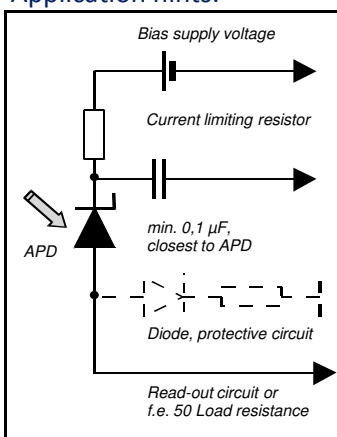 Application hints:
Bias supply voltage
Current limiting resistor
min. 0,1 µF,
closest to APD
APD
Diode, protective circuit
Read-out circuit or
f.e. 50 Load resistance